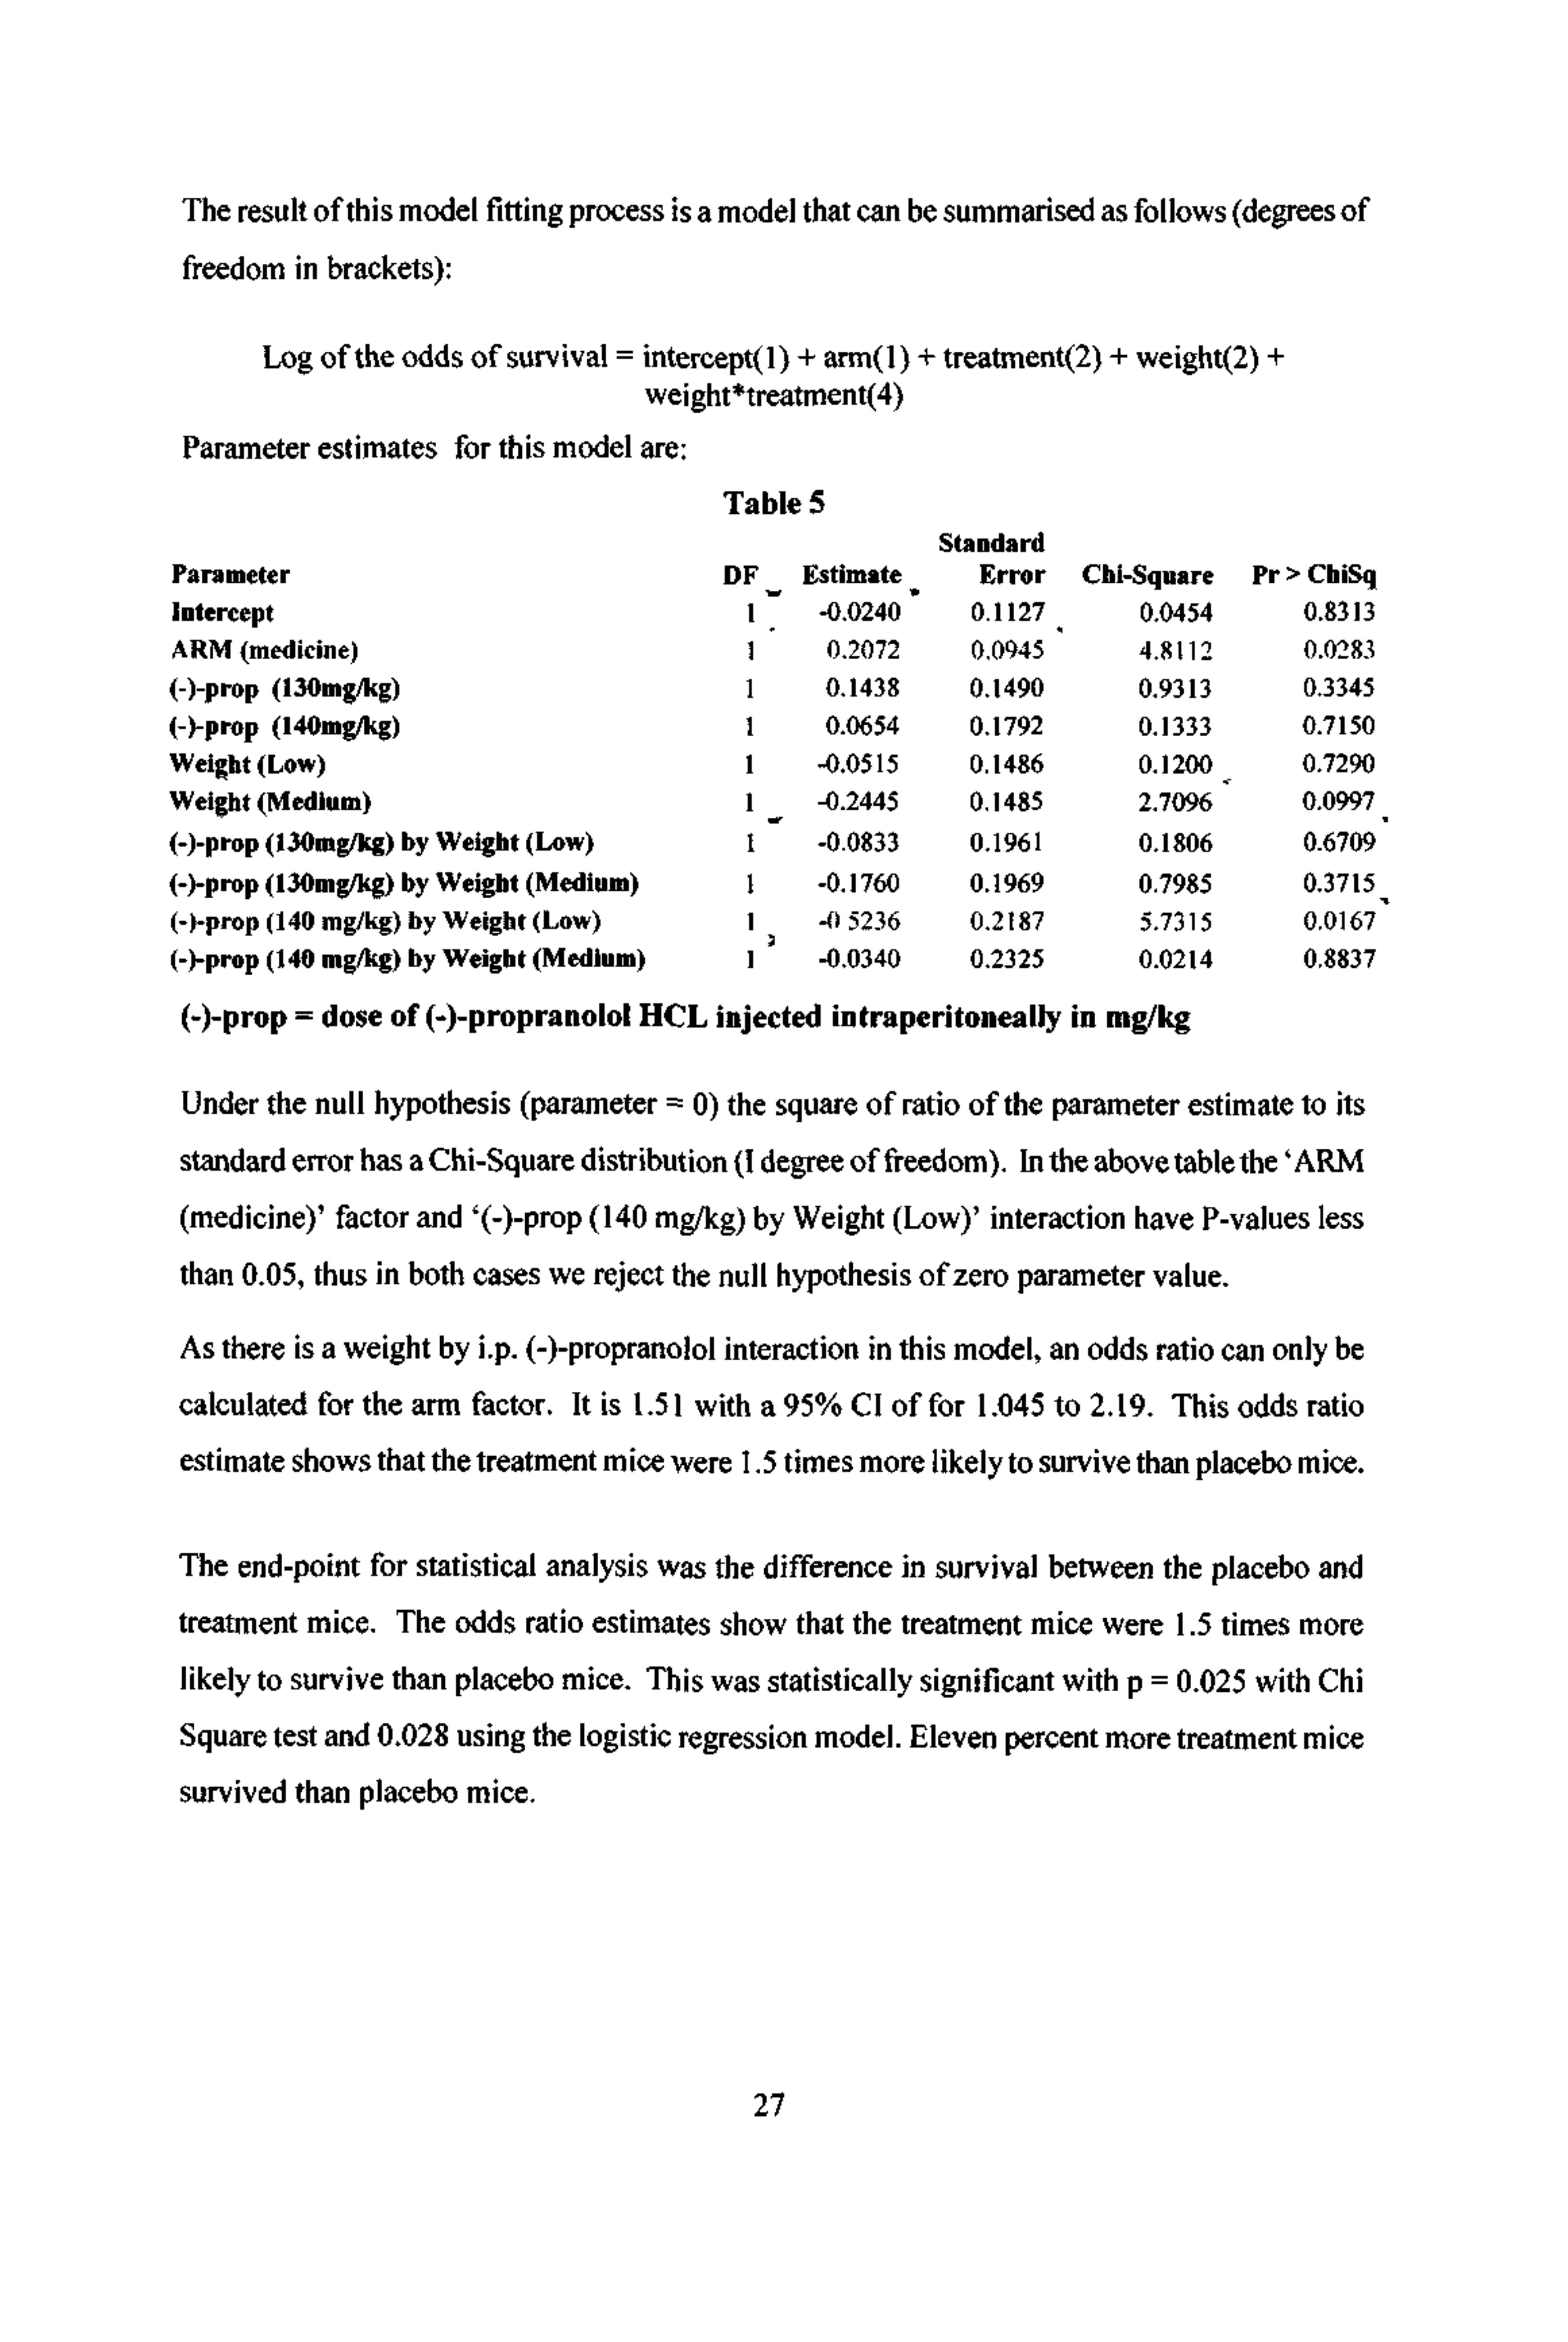 The result of this model fitting process is a model that can be summarised as follows (degrees of
freedom in brackets):
Log of the odds of survival = intercept(1) + arm(1) + treatment(2) + weight(2) +
weight*treatment(4)
Parameter estimates for this model are:
Table 5
Standard
Parameter DF Estimate Error Chi-Square Pr > ChiSq
Intercept 1 -0.0240 0.1127 0.0454 0.8313
ARM (medicine) 1 0.2072 0.0945 4.8112 0.0283
(-)-prop (130mg/kg) 1 0.1438 0.1490 0.9313 0.3345
(-)-prop (140mg/kg) 1 0.0654 0.1792 0.1333 0.7150
Weight (Low) 1 -0.0515 0.1486 0.1200 0.7290
Weight (Medium) 1 -0.2445 0.1485 2.7096 0.0997
(-)-prop (130mg/kg) by Weight (Low) 1 -0.0833 0.1961 0.1806 0.6709
(-)-prop (130mg/kg) by Weight (Medium) 1 -0.1760 0.1969 0.7985 0.3715
(-)-prop (140 mg/kg) by Weight (Low) 1 -0 5236 0.2187 5.7315 0.0167
(-)-prop (140 mg/kg) by Weight (Medium) 1 -0.0340 0.2325 0.0214 0.8837
(-)-prop = dose of (-)-propranolol HCL injected intraperitoneally in mg/kg
Under the null hypothesis (parameter = 0) the square of ratio of the parameter estimate to its
standard error has a Chi-Square distribution (I degree of freedom). In the above table the ‘ARM
(medicine)’ factor and ‘(-)-prop (140 mg/kg) by Weight (Low)’ interaction have P-values less
than 0.05, thus in both cases we reject the null hypothesis of zero parameter value.
As there is a weight by i.p. (-)-propranolol interaction in this model, an odds ratio can only be
calculated for the arm factor. It is 1.51 with a 95% CI of for 1.045 to 2.19. This odds ratio
estimate shows that the treatment mice were 1.5 times more likely to survive than placebo mice.
The end-point for statistical analysis was the difference in survival between the placebo and
treatment mice. The odds ratio estimates show that the treatment mice were 1.5 times more
likely to survive than placebo mice. This was statistically significant with p = 0.025 with Chi
Square test and 0.028 using the logistic regression model. Eleven percent more treatment mice
survived than placebo mice.
27